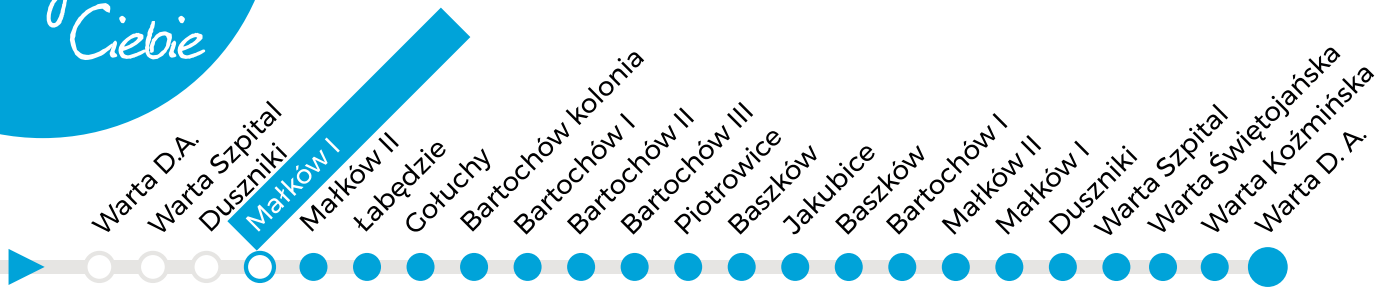 Ciebie
Warta D.A.
Warta Szpital
Duszniki
Małków I
Małków II
Łabędzie
Gołuchy
Bartochów kolonia
Bartochów I
Bartochów II
Bartochów III
Piotrowice
Baszków
Jakubice
Baszków
Bartochów I
Małków II
Małków I
Duszniki
Warta Szpital
Warta Świętojańska
Warta Koźmińska
Warta D. A.